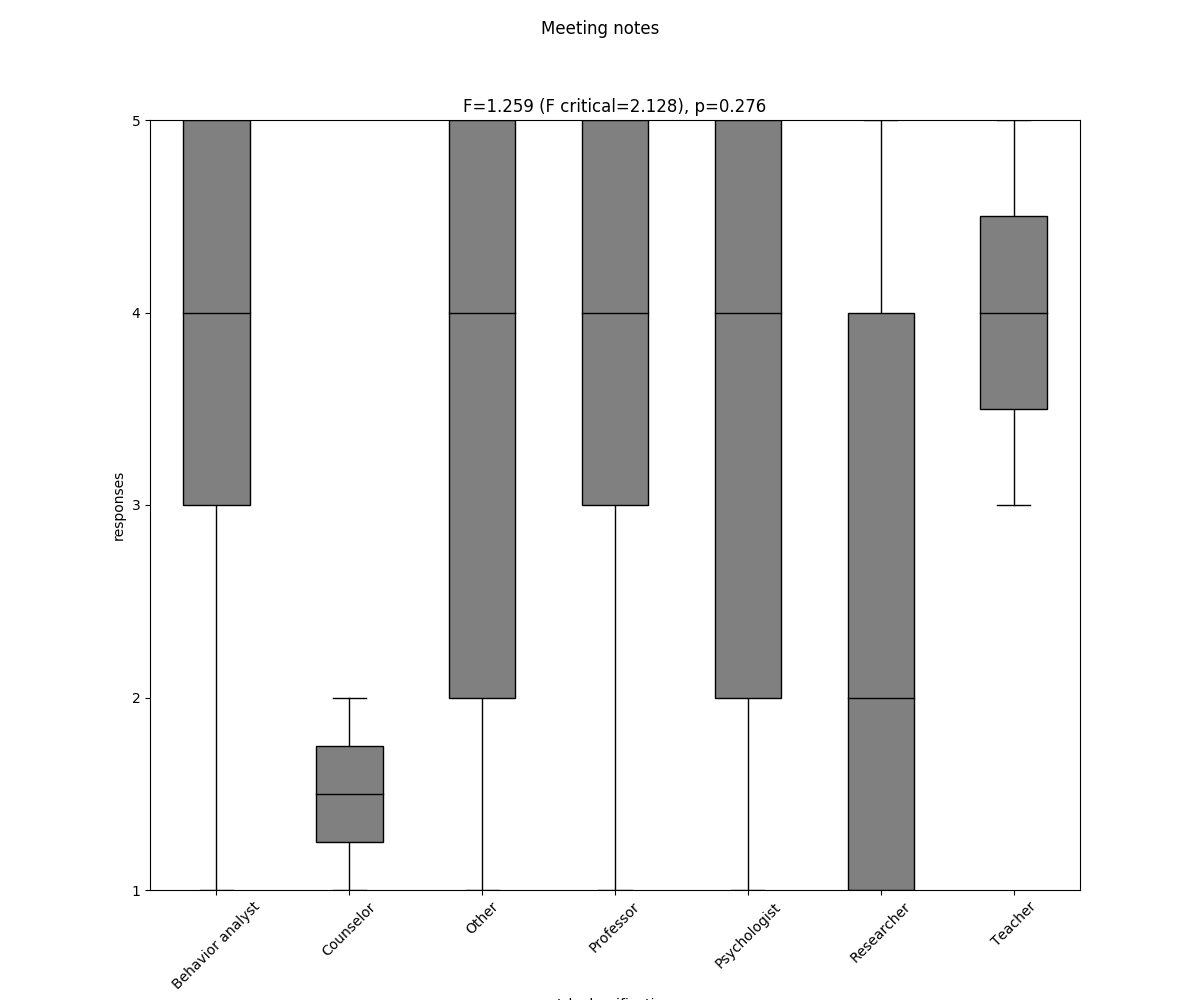 Meeting notes
F=1.259 (F critical=2.128), p=0.276
5
4
3
2
1
responses
Behavior analyst
Counselor
Other
Professor
Psychologist
Researcher
Teacher